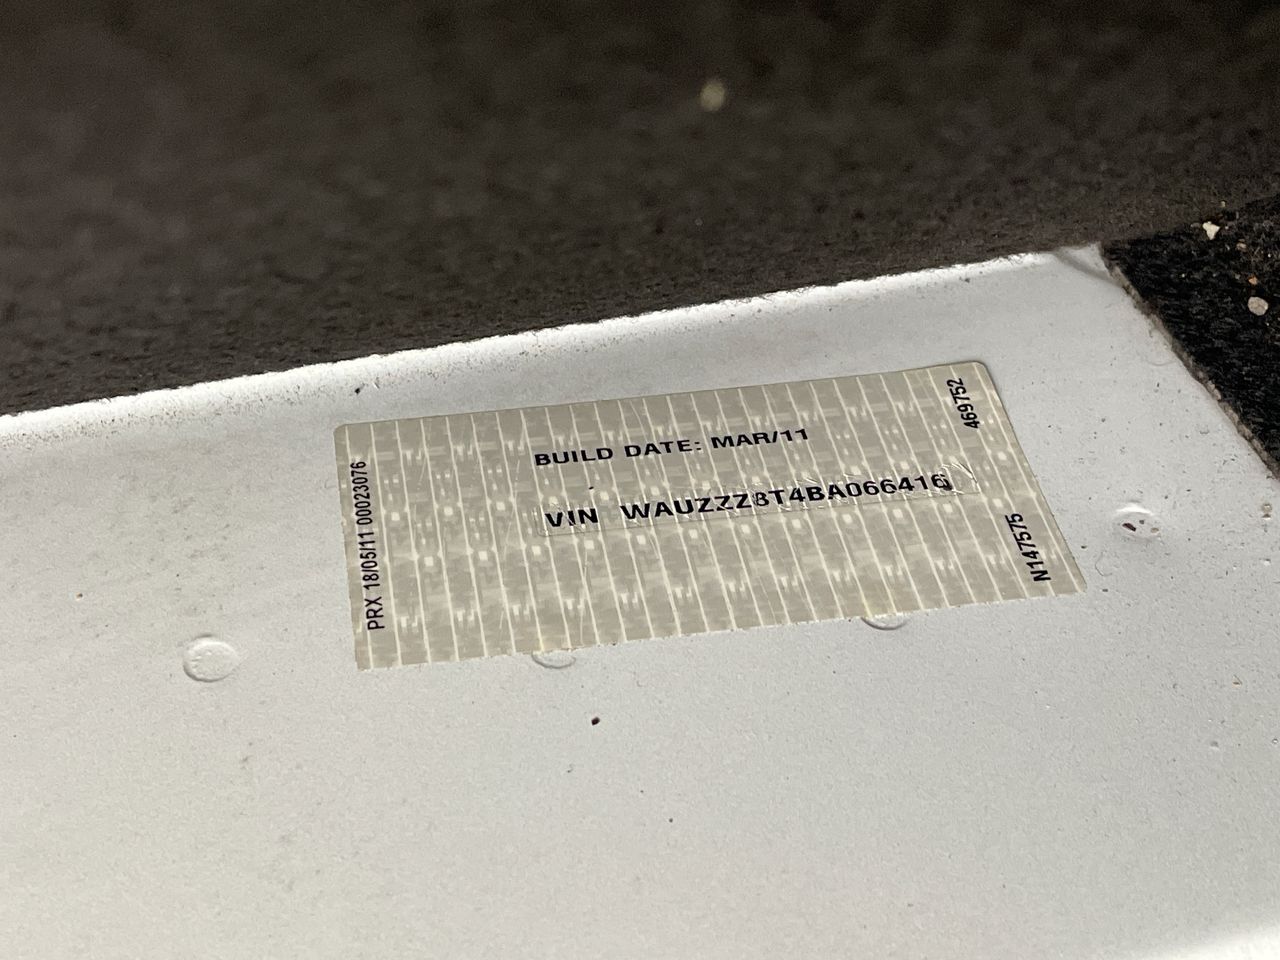 BUILD DATE: MAR/11
VIN WAUZZZ8T4BA066416
PRX 18/05/11 00023076
469752
N147575